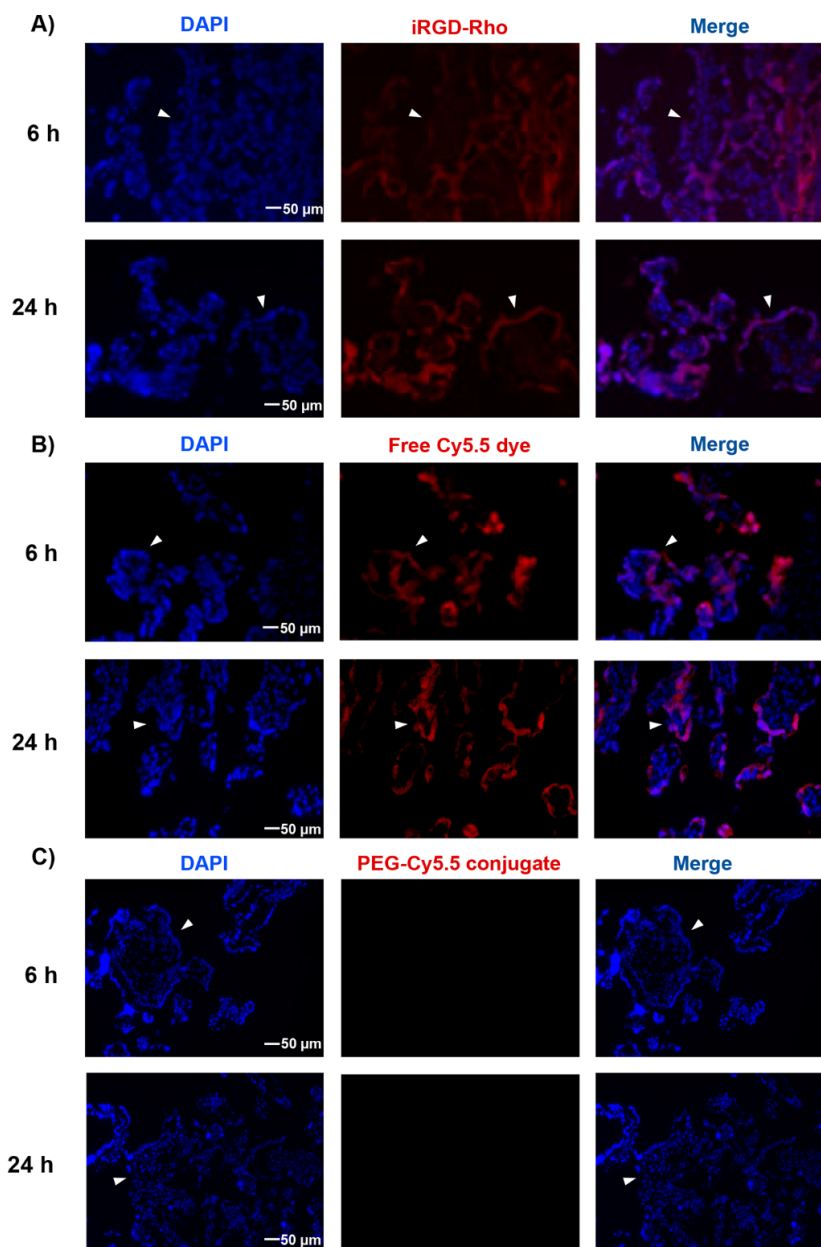 A)
DAPI iRGD-Rho Merge
6 h
50 µm
24 h
50 µm
B)
DAPI Free Cy5.5 dye Merge
6 h
50 µm
24 h
50 µm
C)
DAPI PEG-Cy5.5 conjugate Merge
6 h
50 µm
24 h
50 µm